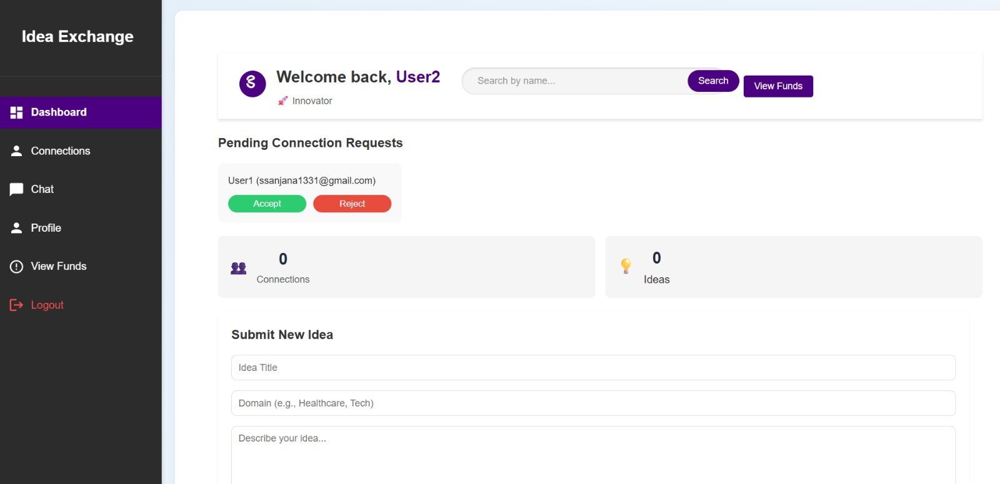 Idea Exchange
Dashboard
Connections
Chat
Profile
View Funds
Logout
Welcome back, User2
🚀 Innovator
Search by name...
Search
View Funds
Pending Connection Requests
User1 (ssanjana1331@gmail.com)
Accept
Reject
0
Connections
0
Ideas
Submit New Idea
Idea Title
Domain (e.g., Healthcare, Tech)
Describe your idea...